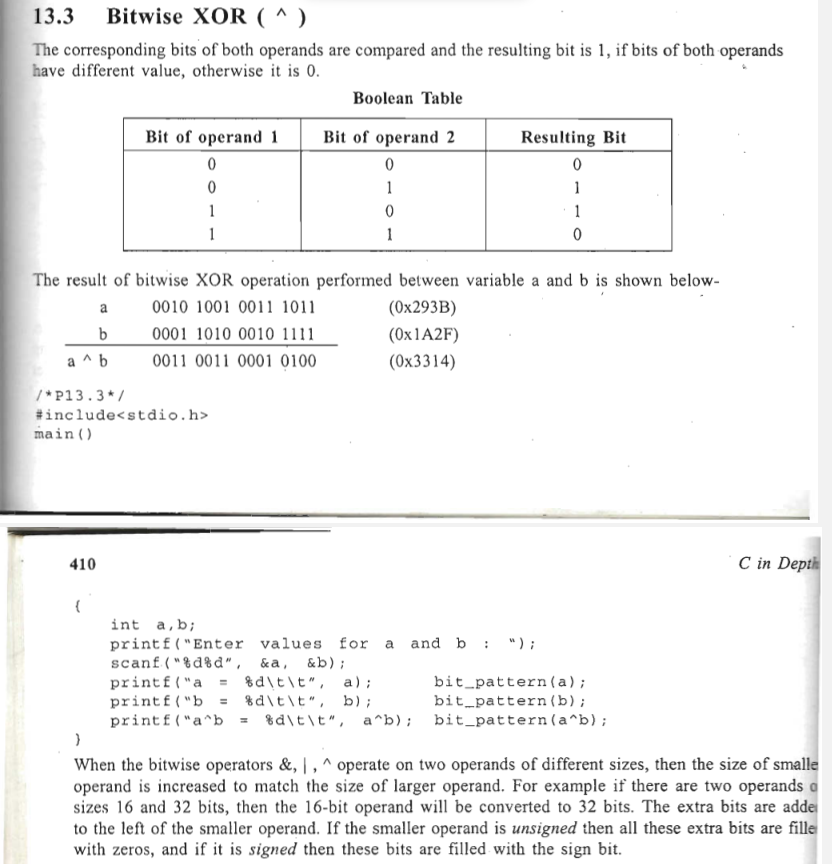 13.3 Bitwise XOR ( ^ )
The corresponding bits of both operands are compared and the resulting bit is 1, if bits of both operands
have different value, otherwise it is 0.
Boolean Table
Bit of operand 1 Bit of operand 2 Resulting Bit
0 0 0
0 1 1
1 0 1
1 1 0
The result of bitwise XOR operation performed between variable a and b is shown below-
a 0010 1001 0011 1011 (0x293B)
b 0001 1010 0010 1111 (0x1A2F)
a ^ b 0011 0011 0001 0100 (0x3314)
/*P13.3*/
#include<stdio.h>
main()
410 C in Depth
{
int a,b;
printf("Enter values for a and b : ");
scanf("%d%d", &a, &b);
printf("a = %d\t\t", a); bit_pattern(a);
printf("b = %d\t\t", b); bit_pattern(b);
printf("a^b = %d\t\t", a^b); bit_pattern(a^b);
}
When the bitwise operators &, | , ^ operate on two operands of different sizes, then the size of smalle
operand is increased to match the size of larger operand. For example if there are two operands o
sizes 16 and 32 bits, then the 16-bit operand will be converted to 32 bits. The extra bits are adde
to the left of the smaller operand. If the smaller operand is unsigned then all these extra bits are fille
with zeros, and if it is signed then these bits are filled with the sign bit.